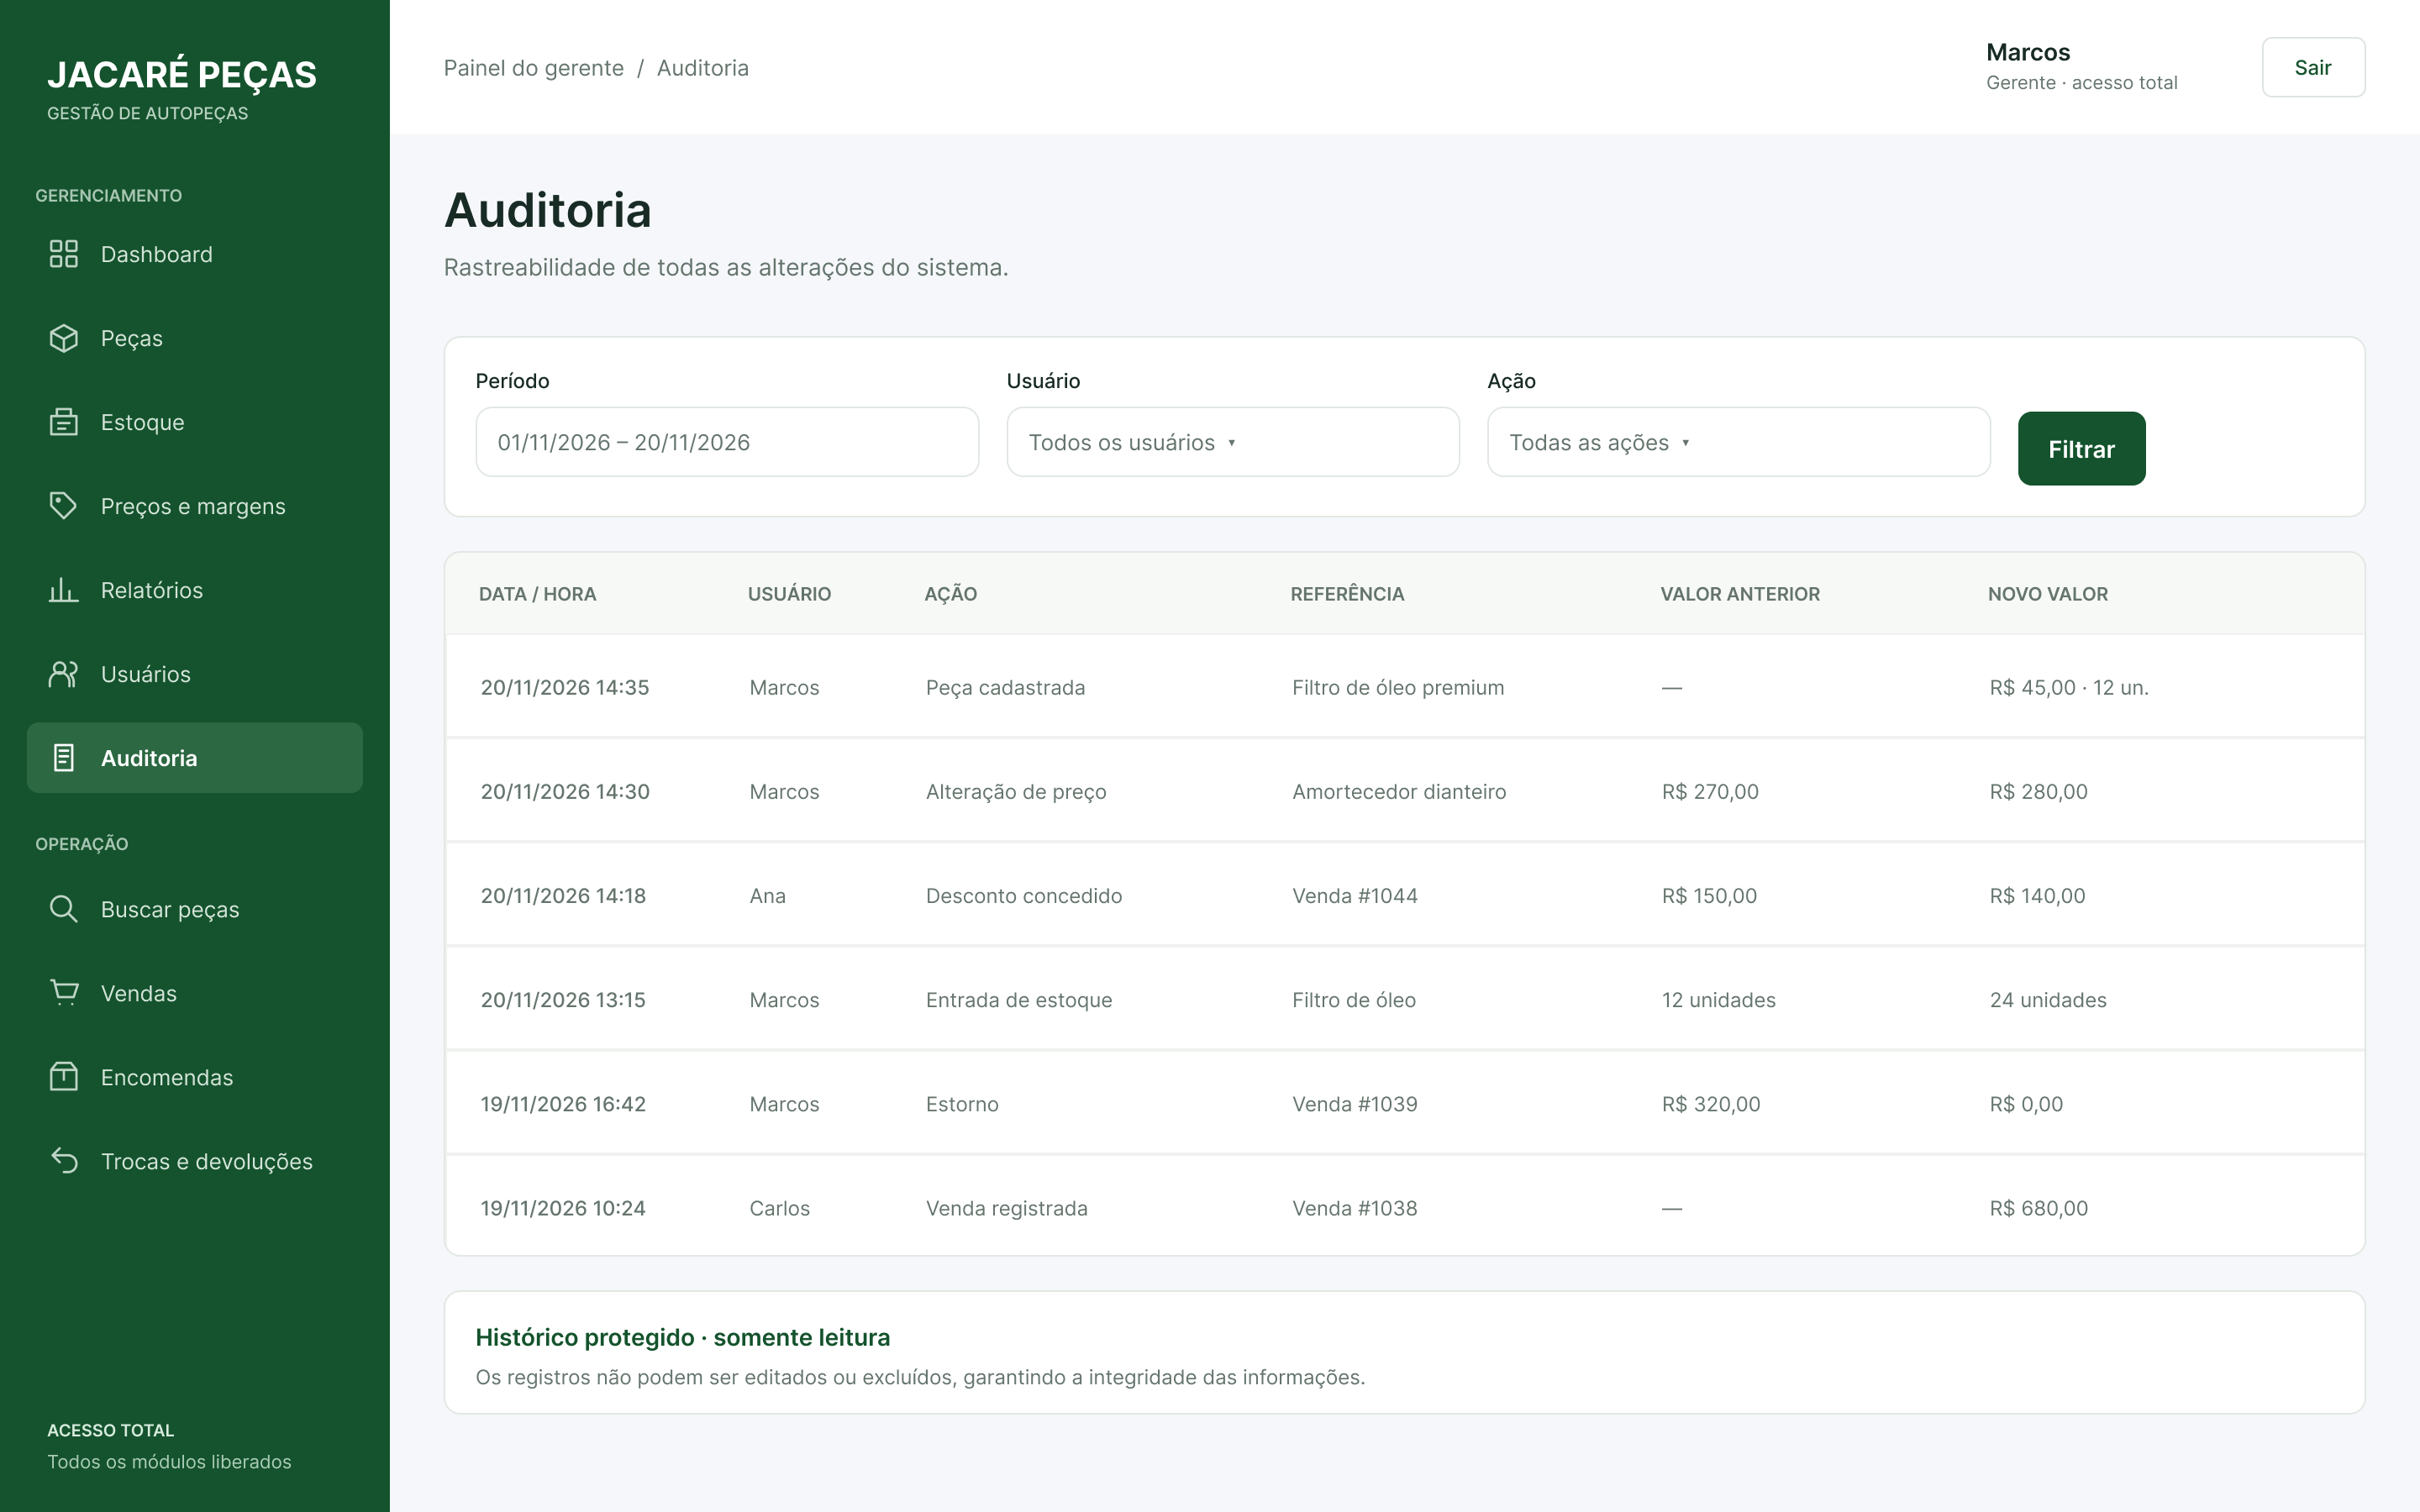 JACARÉ PEÇAS
GESTÃO DE AUTOPEÇAS
GERENCIAMENTO
Dashboard
Peças
Estoque
Preços e margens
Relatórios
Usuários
Auditoria
OPERAÇÃO
Buscar peças
Vendas
Encomendas
Trocas e devoluções
ACESSO TOTAL
Todos os módulos liberados
Painel do gerente / Auditoria
Marcos
Gerente · acesso total
Sair
Auditoria
Rastreabilidade de todas as alterações do sistema.
Período Usuário Ação
01/11/2026 – 20/11/2026 Todos os usuários ▾ Todas as ações ▾ Filtrar
DATA / HORA USUÁRIO AÇÃO REFERÊNCIA VALOR ANTERIOR NOVO VALOR
20/11/2026 14:35 Marcos Peça cadastrada Filtro de óleo premium — R$ 45,00 · 12 un.
20/11/2026 14:30 Marcos Alteração de preço Amortecedor dianteiro R$ 270,00 R$ 280,00
20/11/2026 14:18 Ana Desconto concedido Venda #1044 R$ 150,00 R$ 140,00
20/11/2026 13:15 Marcos Entrada de estoque Filtro de óleo 12 unidades 24 unidades
19/11/2026 16:42 Marcos Estorno Venda #1039 R$ 320,00 R$ 0,00
19/11/2026 10:24 Carlos Venda registrada Venda #1038 — R$ 680,00
Histórico protegido · somente leitura
Os registros não podem ser editados ou excluídos, garantindo a integridade das informações.